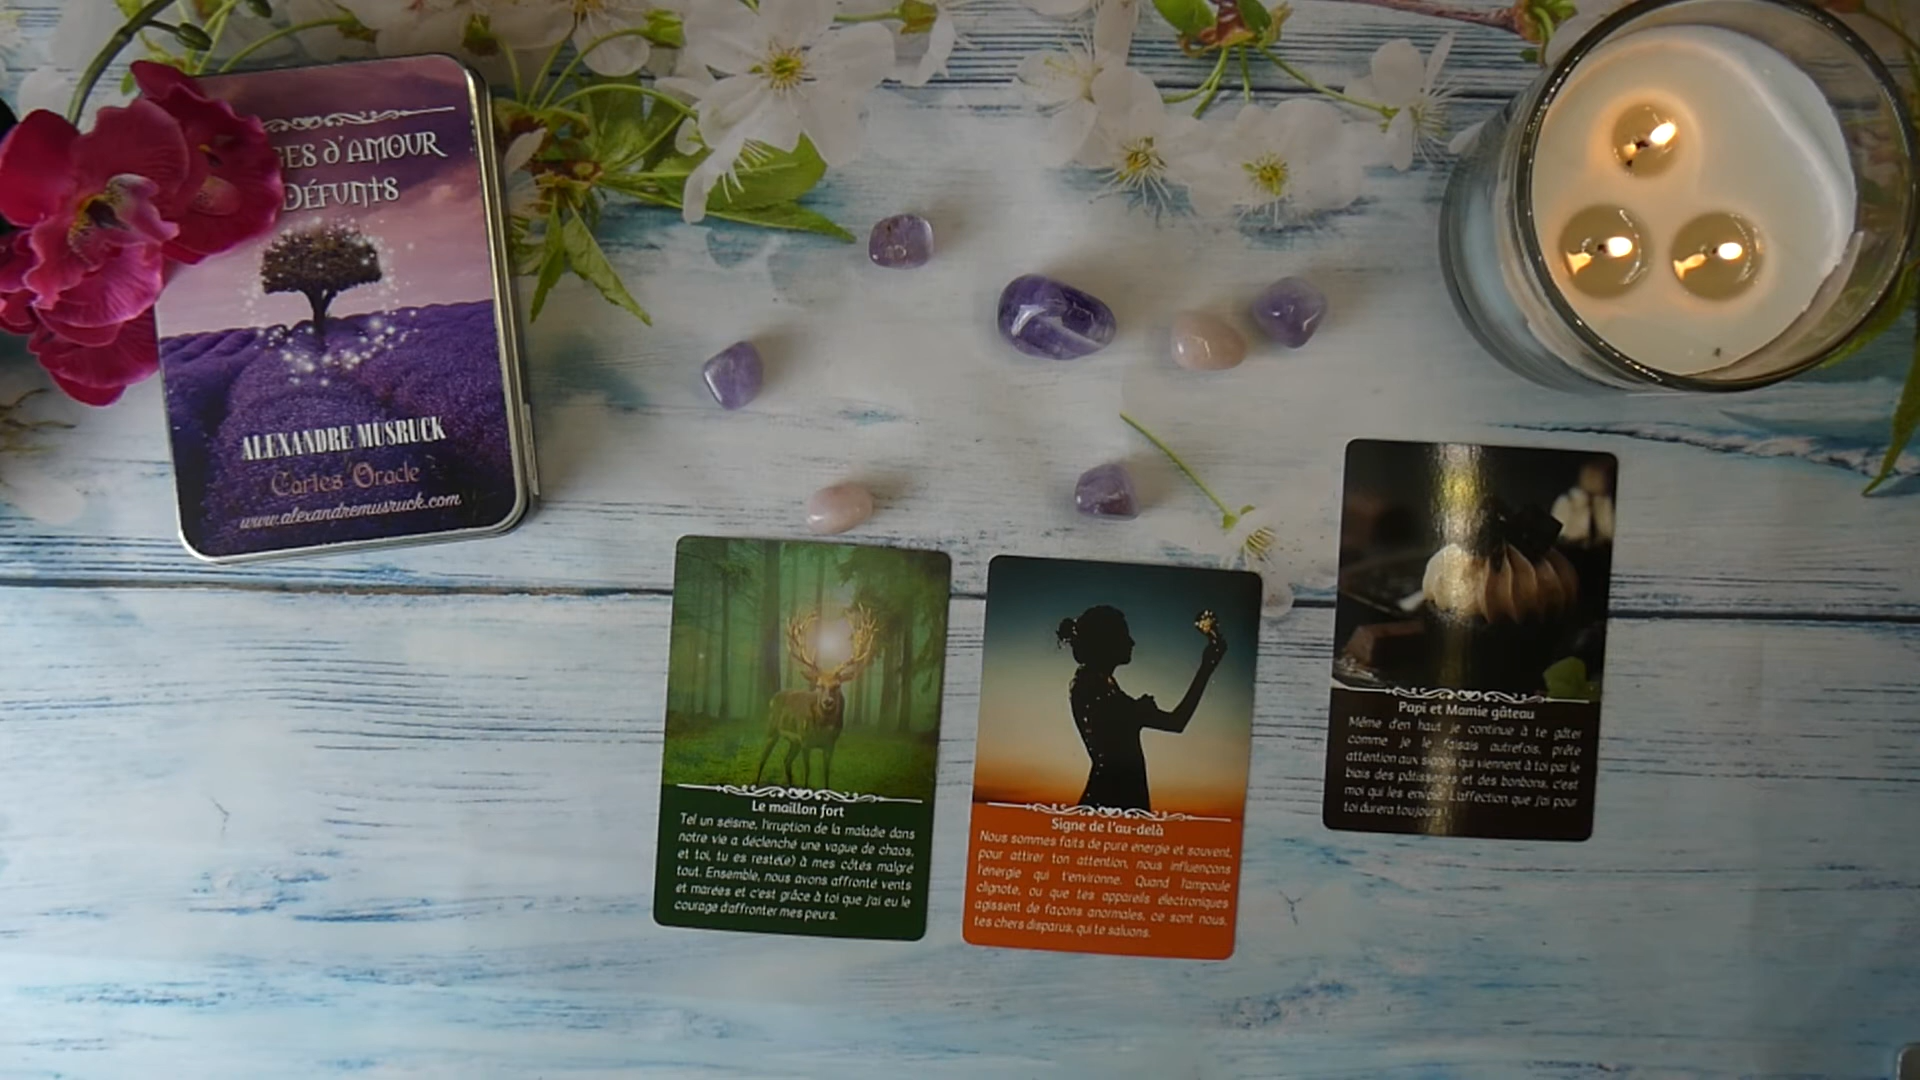 GES D'AMOUR
DÉFUNTS
ALEXANDRE MUSRUCK
Cartes Oracle
www.alexandremusruck.com
Le maillon fort
Tel un séisme, l'irruption de la maladie dans
notre vie a déclenché une vague de chaos,
et toi, tu es resté(e) à mes côtés malgré
tout. Ensemble, nous avons affronté vents
et marées et c'est grâce à toi que j'ai eu le
courage d'affronter mes peurs.
Signe de l'au-delà
Nous sommes faits de pure énergie et souvent,
pour attirer ton attention, nous influençons
l'énergie qui t'environne. Quand l'ampoule
clignote, ou que tes appareils électroniques
agissent de façons anormales, ce sont nous,
tes chers disparus, qui te saluons.
Papi et Mamie gâteau
Même d'en haut je continue à te gâter
comme je le faisais autrefois, prête
attention aux signes qui viennent à toi par le
biais des pâtisseries et des bonbons, c'est
moi qui les envoie. L'affection que j'ai pour
toi durera toujours !